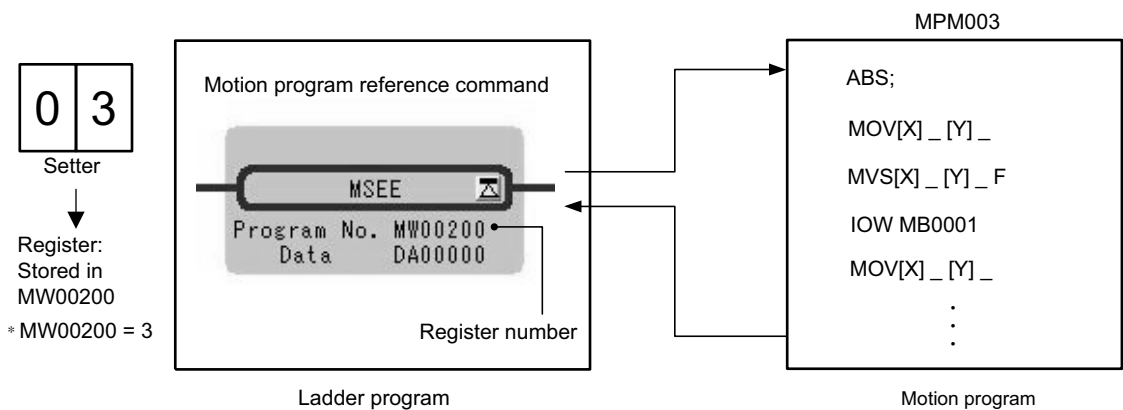 0 3
Setter
Register:
Stored in
MW00200
* MW00200 = 3
Motion program reference command
MSEE
Program No. MW00200
Data DA00000
Register number
Ladder program
MPM003
ABS;
MOV[X] _ [Y] _
MVS[X] _ [Y] _ F
IOW MB0001
MOV[X] _ [Y] _
.
.
.
Motion program